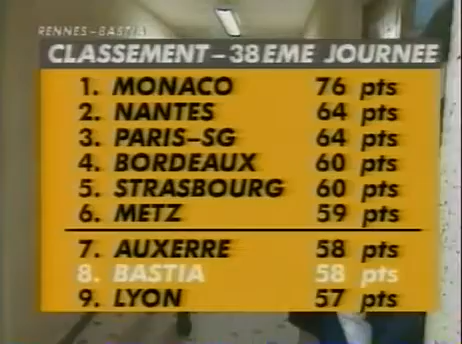 RENNES-BASTIA
CLASSEMENT - 38EME JOURNEE
1. MONACO 76 pts
2. NANTES 64 pts
3. PARIS-SG 64 pts
4. BORDEAUX 60 pts
5. STRASBOURG 60 pts
6. METZ 59 pts
7. AUXERRE 58 pts
8. BASTIA 58 pts
9. LYON 57 pts